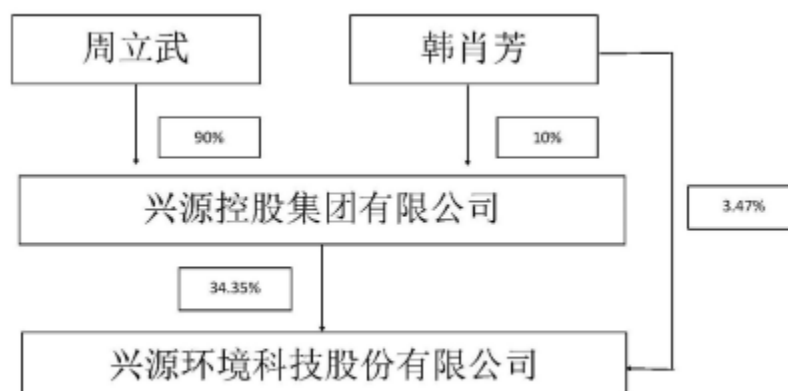 周立武
韩肖芳
90%
10%
兴源控股集团有限公司
3.47%
34.35%
兴源环境科技股份有限公司